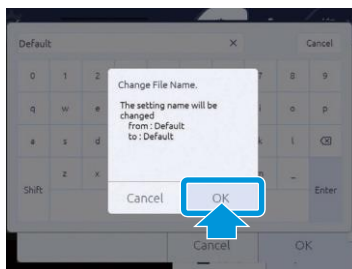 Default × Cancel
0 1 2 7 8 9
q w e i o p
a s d k l
Change File Name.
The setting name will be
changed
from : Default
to : Default
Shift z x n - Enter
Cancel OK
Cancel OK